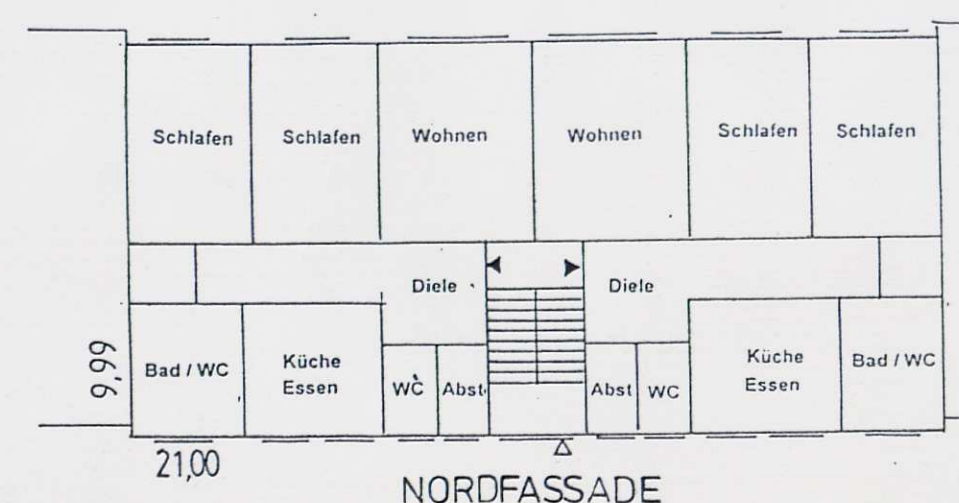 Schlafen Schlafen Wohnen Wohnen Schlafen Schlafen
Diele Diele
Bad / WC Küche Essen WC Abst. Abst WC Küche Essen Bad / WC
9,99
21,00
NORDFASSADE